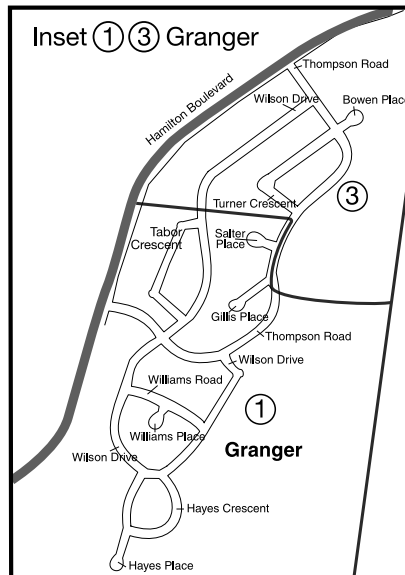 Inset 1 3 Granger
Thompson Road
Wilson Drive
Bowen Place
Hamilton Boulevard
3
Turner Crescent
Tabor
Crescent
Salter
Place
Gillis Place
Thompson Road
Wilson Drive
Williams Road
1
Williams Place
Granger
Wilson Drive
Hayes Crescent
Hayes Place